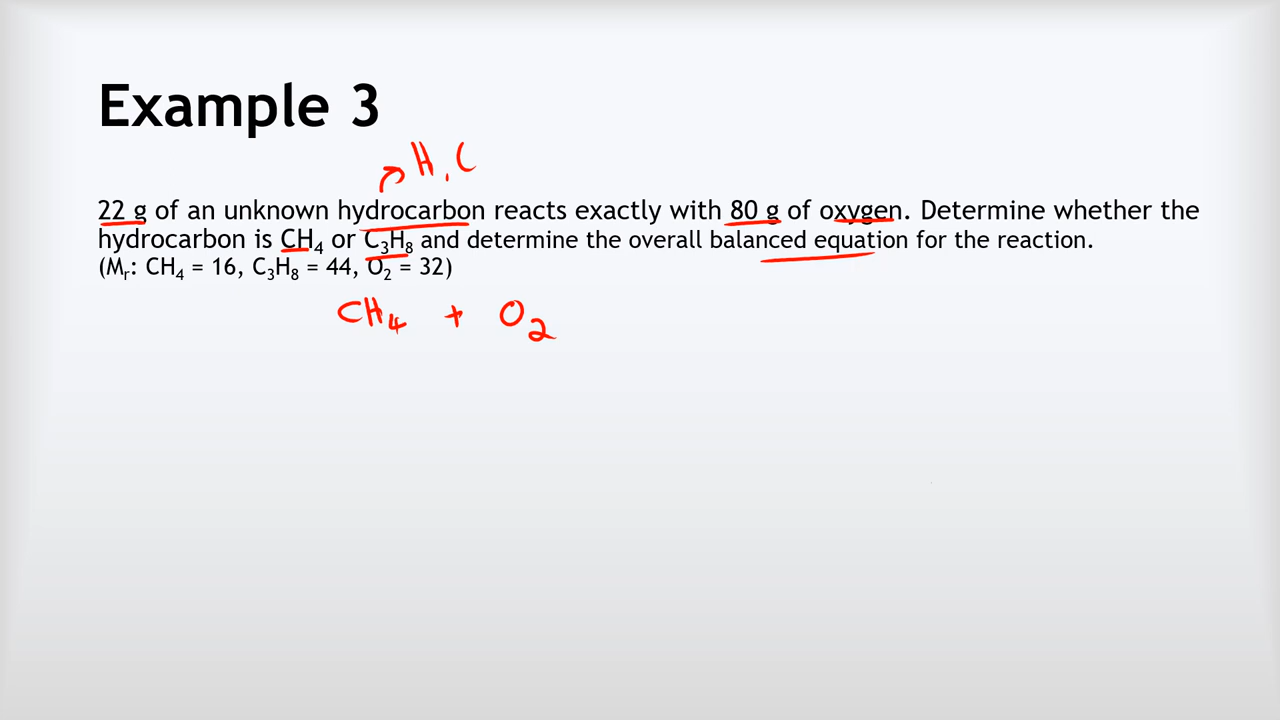 Example 3
H, C
22 g of an unknown hydrocarbon reacts exactly with 80 g of oxygen. Determine whether the
hydrocarbon is CH₄ or C₃H₈ and determine the overall balanced equation for the reaction.
(Mᵣ: CH₄ = 16, C₃H₈ = 44, O₂ = 32)
CH₄ + O₂